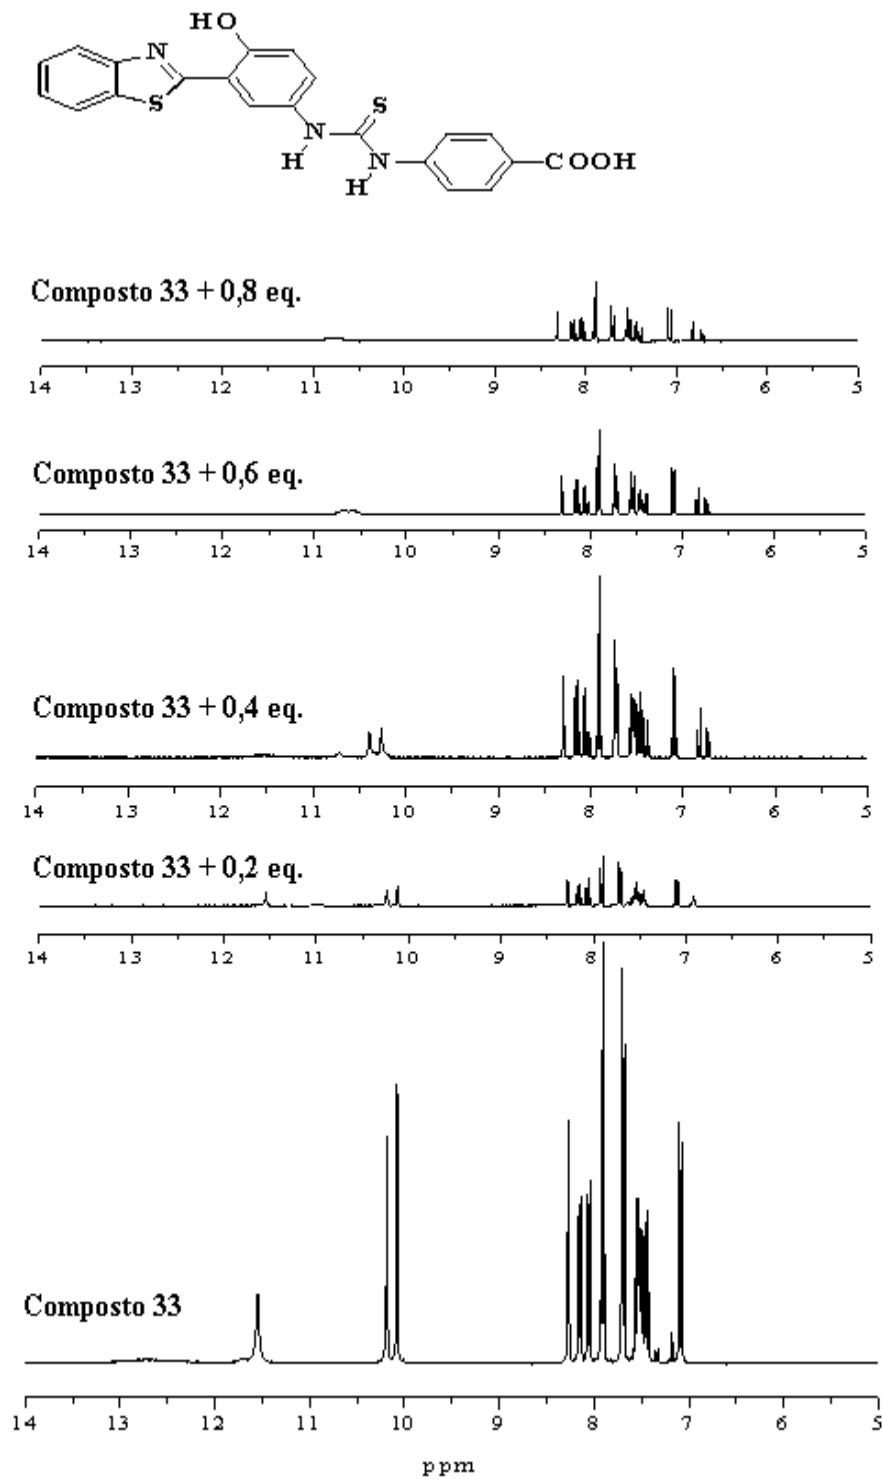 HO
N
S
S
N
H
N
H
COOH
Composto 33 + 0,8 eq.
14 13 12 11 10 9 8 7 6 5
Composto 33 + 0,6 eq.
14 13 12 11 10 9 8 7 6 5
Composto 33 + 0,4 eq.
14 13 12 11 10 9 8 7 6 5
Composto 33 + 0,2 eq.
14 13 12 11 10 9 8 7 6 5
Composto 33
14 13 12 11 10 9 8 7 6 5
ppm